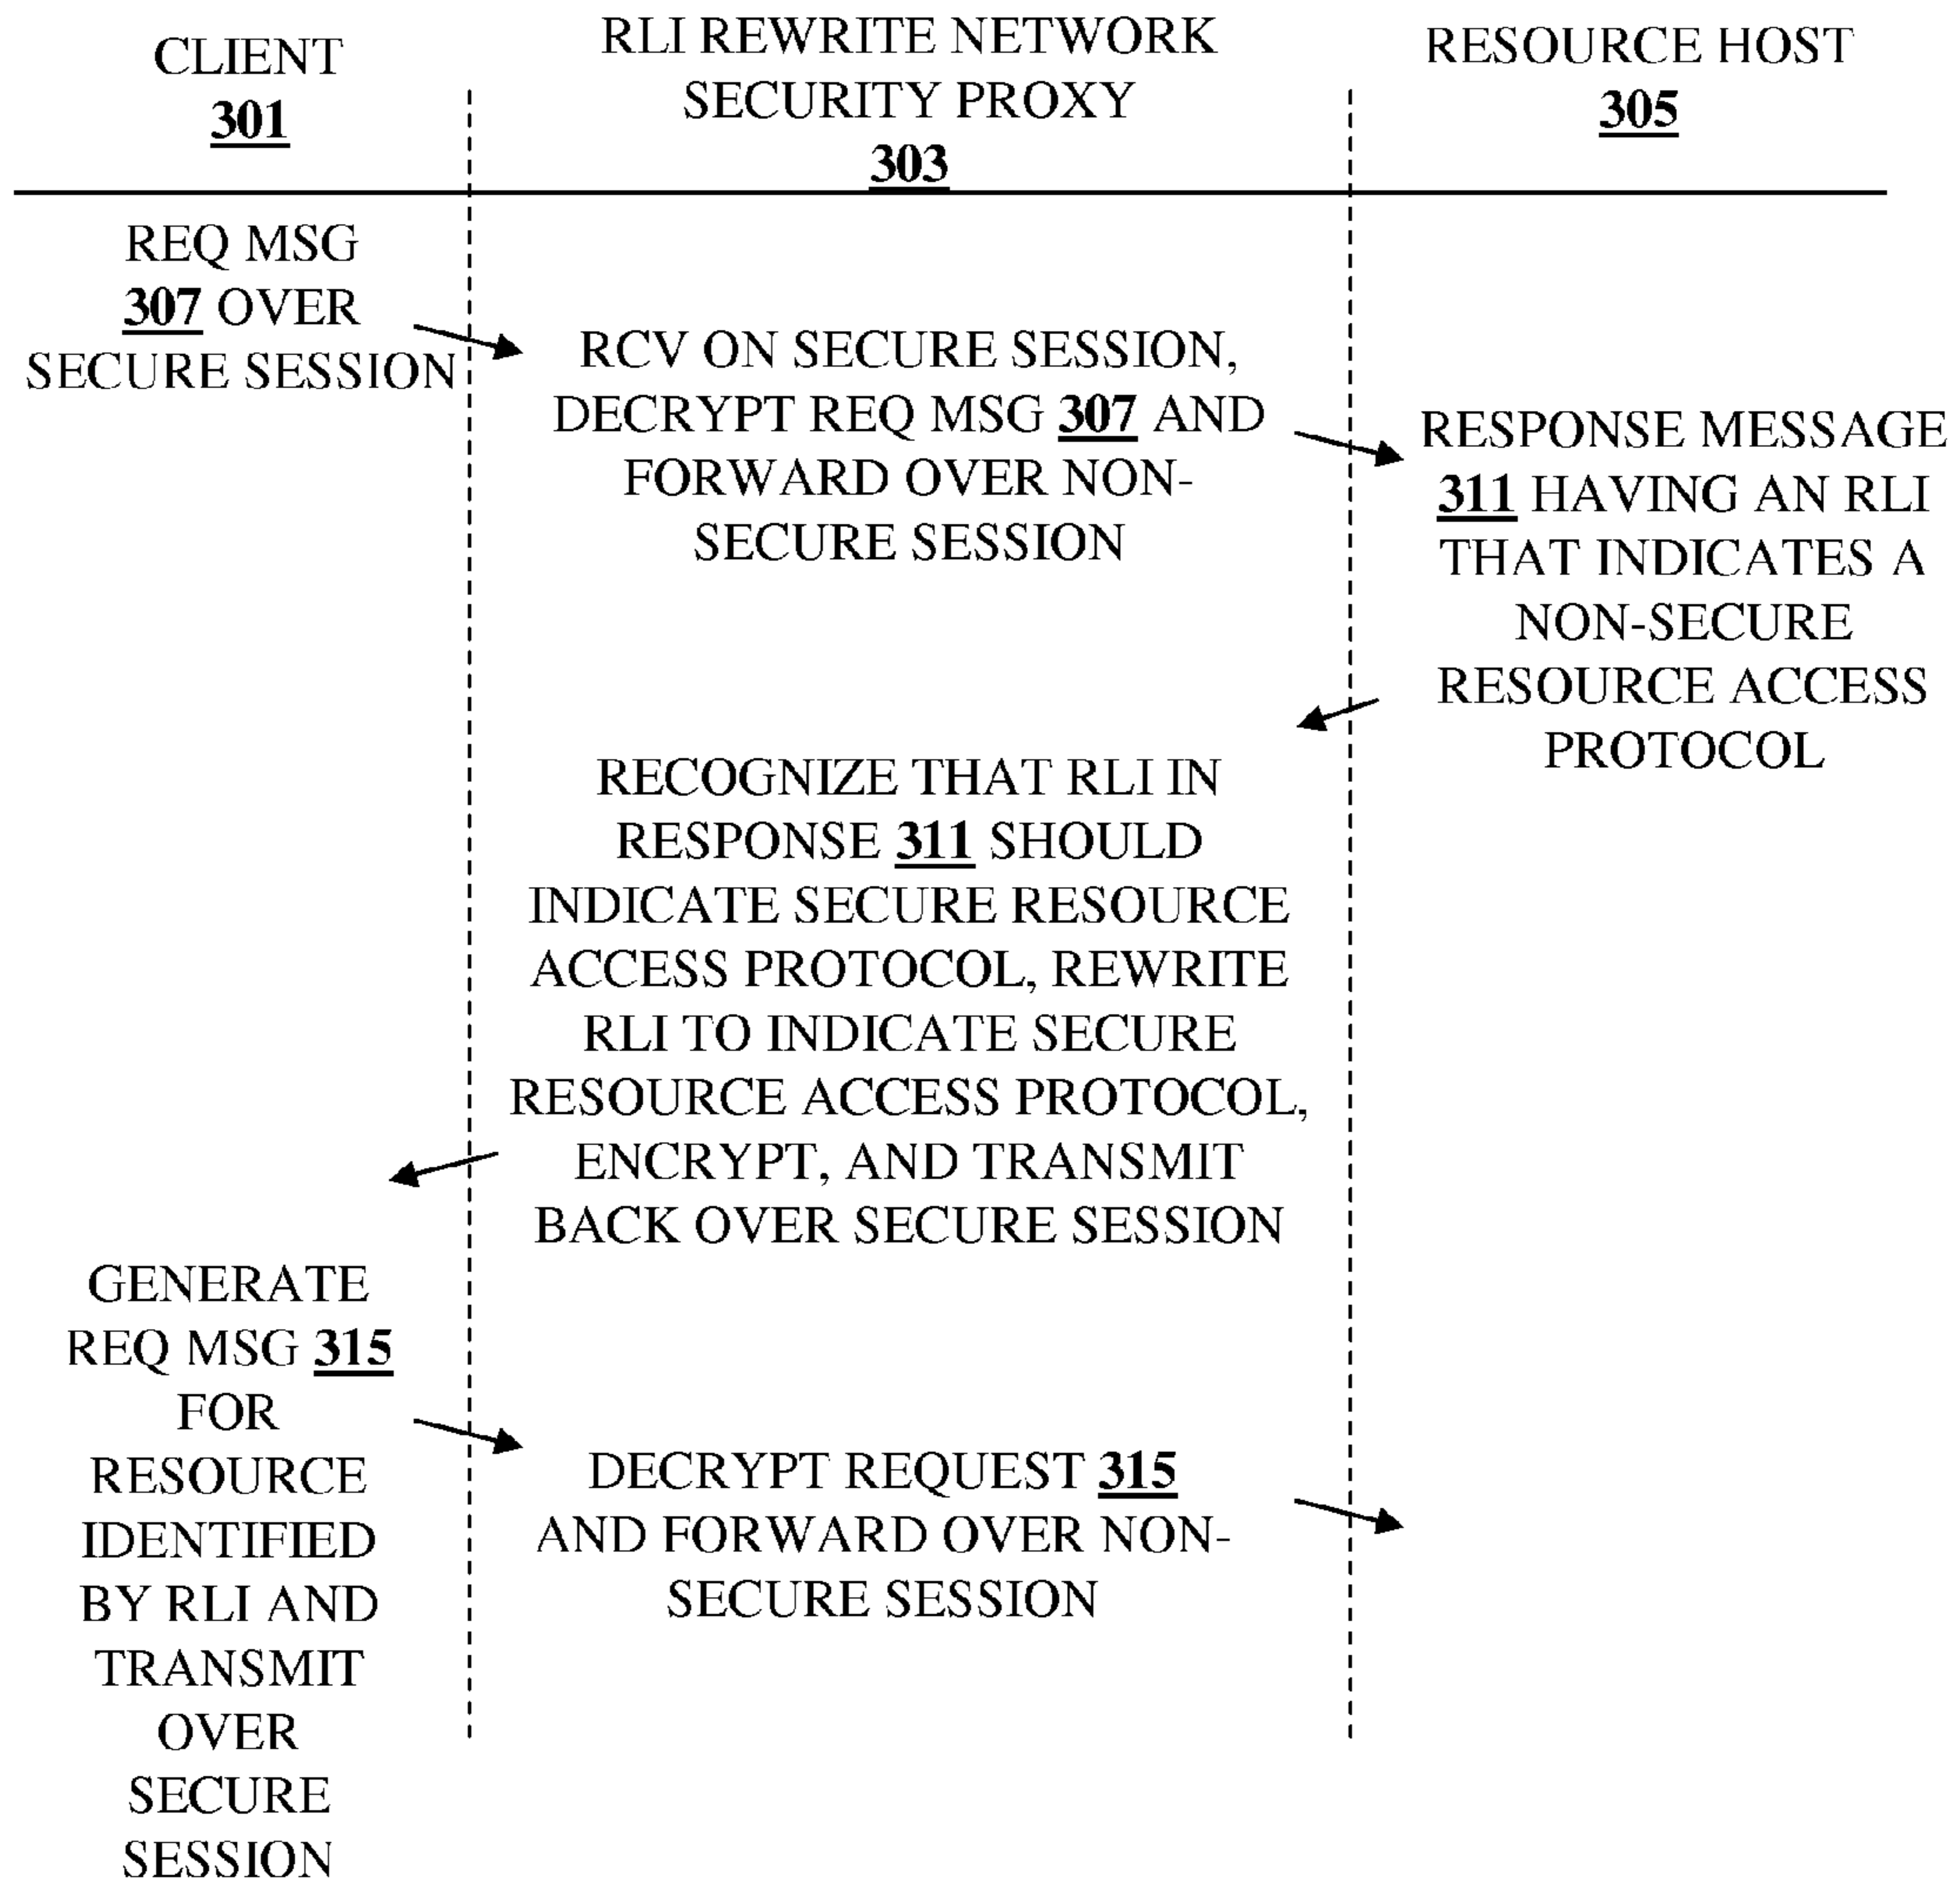 CLIENT
301
RLI REWRITE NETWORK
SECURITY PROXY
303
RESOURCE HOST
305
REQ MSG
307 OVER
SECURE SESSION
RCV ON SECURE SESSION,
DECRYPT REQ MSG 307 AND
FORWARD OVER NON-
SECURE SESSION
RESPONSE MESSAGE
311 HAVING AN RLI
THAT INDICATES A
NON-SECURE
RESOURCE ACCESS
PROTOCOL
RECOGNIZE THAT RLI IN
RESPONSE 311 SHOULD
INDICATE SECURE RESOURCE
ACCESS PROTOCOL, REWRITE
RLI TO INDICATE SECURE
RESOURCE ACCESS PROTOCOL,
ENCRYPT, AND TRANSMIT
BACK OVER SECURE SESSION
GENERATE
REQ MSG 315
FOR
RESOURCE
IDENTIFIED
BY RLI AND
TRANSMIT
OVER
SECURE
SESSION
DECRYPT REQUEST 315
AND FORWARD OVER NON-
SECURE SESSION